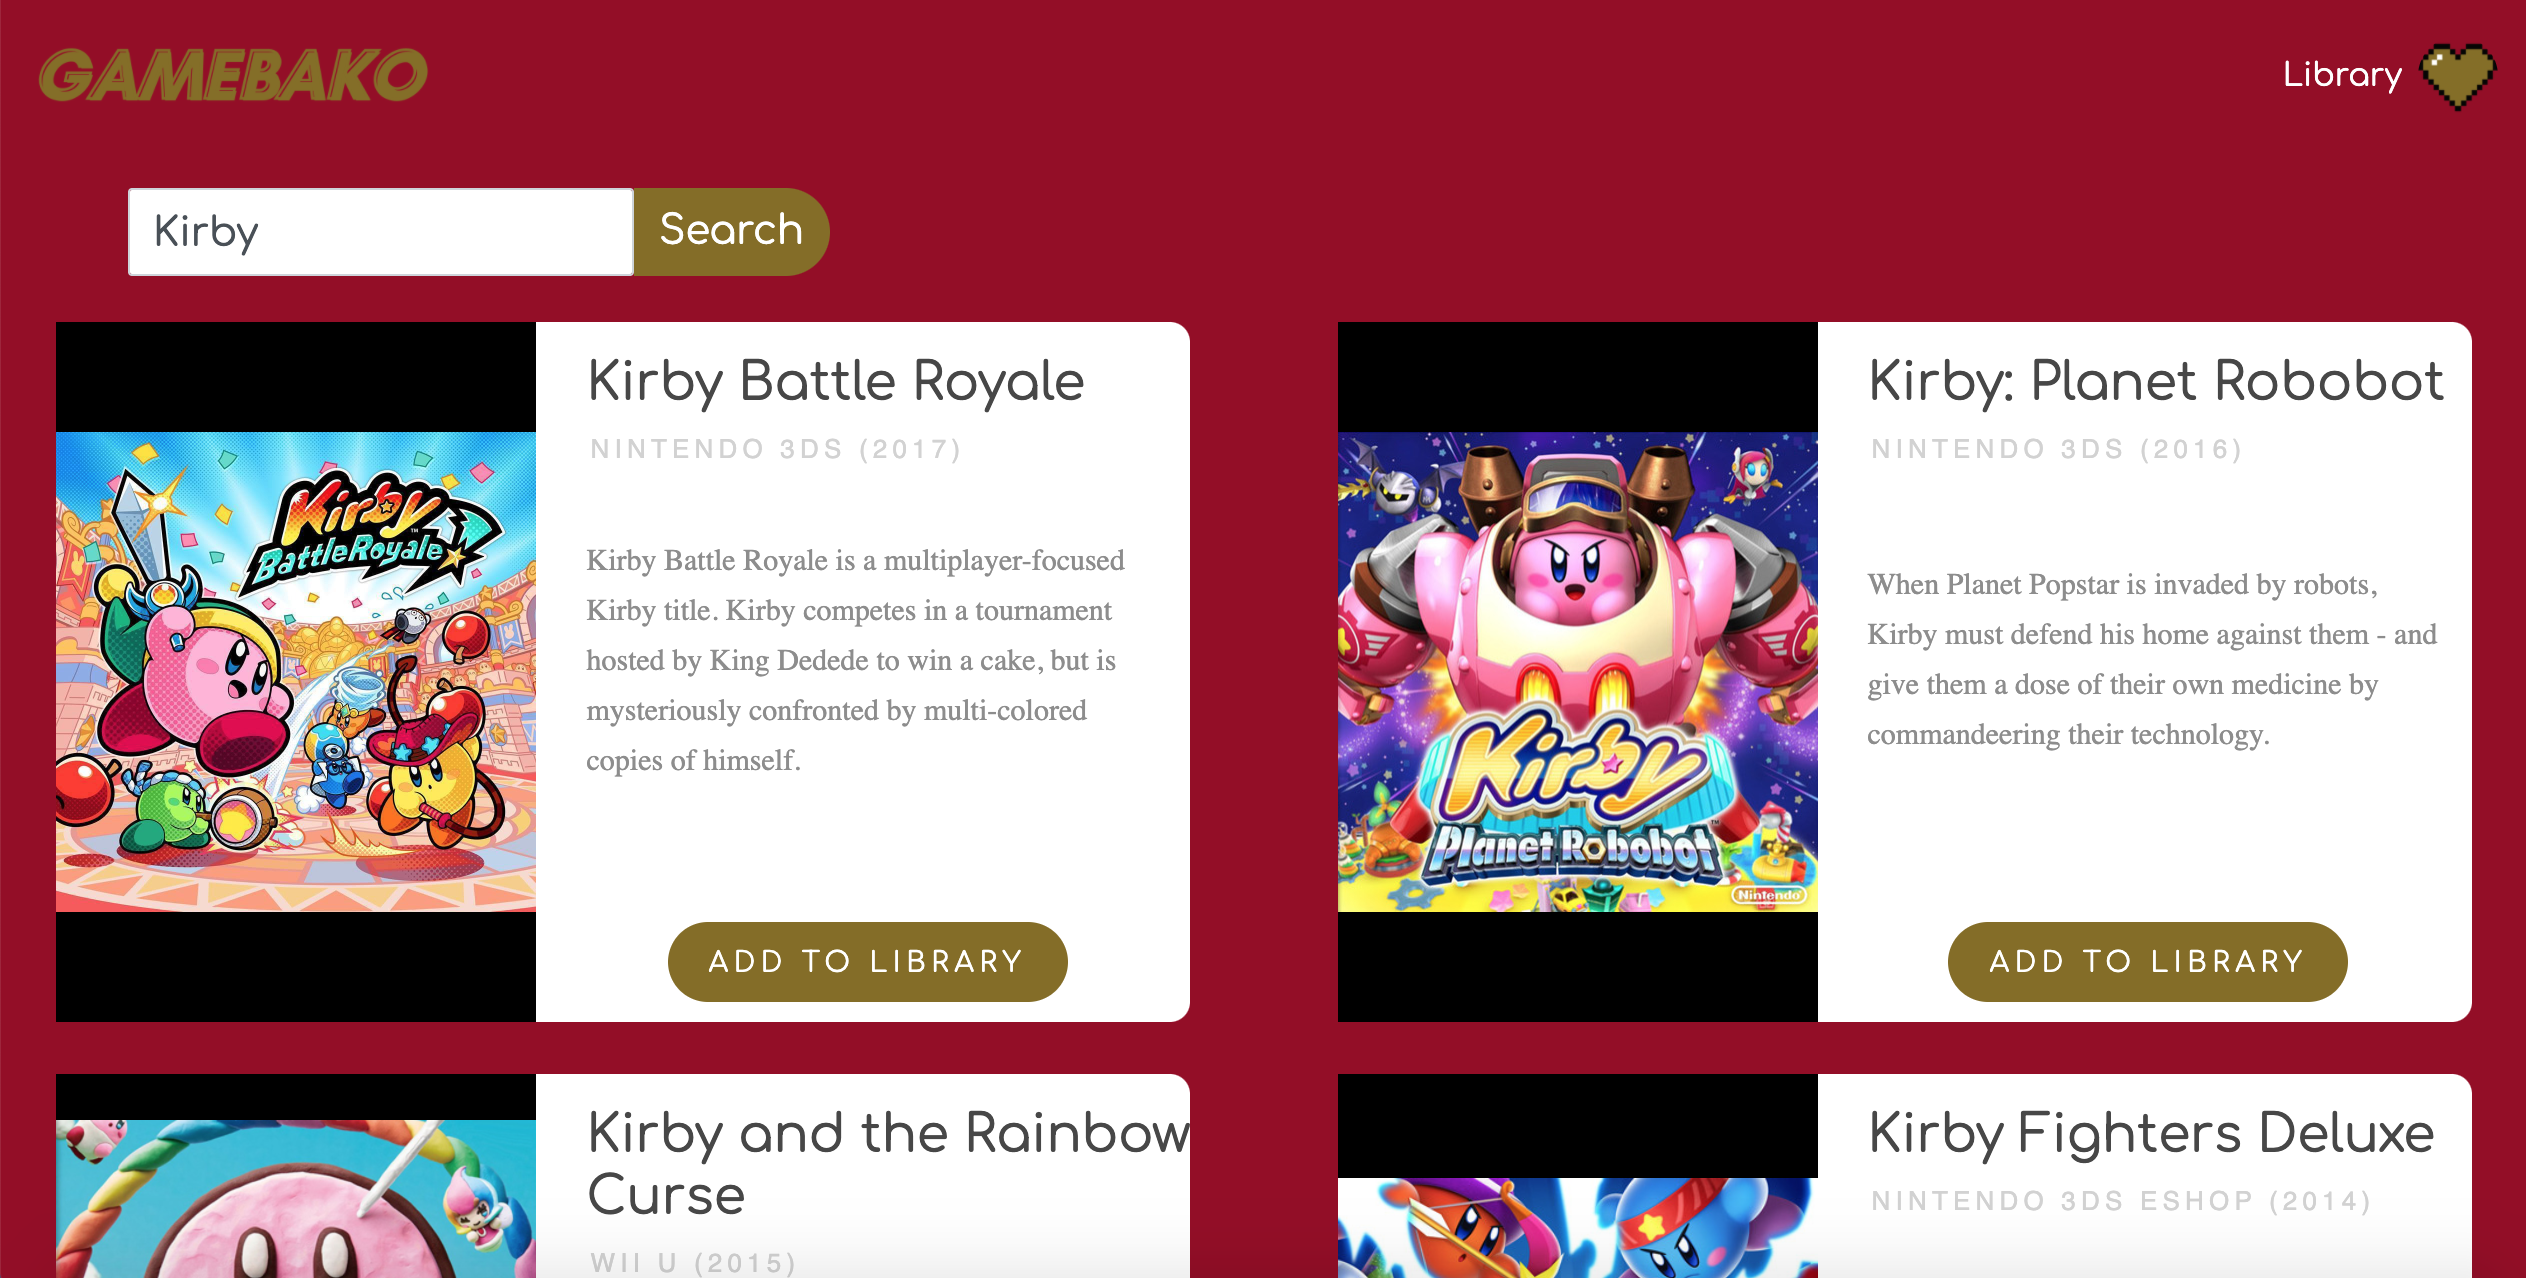 GAMEBAKO
Library
Kirby
Search
Kirby Battle Royale
NINTENDO 3DS (2017)
Kirby
Battle Royale
™
Kirby Battle Royale is a multiplayer-focused
Kirby title. Kirby competes in a tournament
hosted by King Dedede to win a cake, but is
mysteriously confronted by multi-colored
copies of himself.
ADD TO LIBRARY
Kirby: Planet Robobot
NINTENDO 3DS (2016)
Kirby
™
Planet Robobot
Nintendo
When Planet Popstar is invaded by robots,
Kirby must defend his home against them - and
give them a dose of their own medicine by
commandeering their technology.
ADD TO LIBRARY
Kirby and the Rainbow
Curse
WII U (2015)
Kirby Fighters Deluxe
NINTENDO 3DS ESHOP (2014)